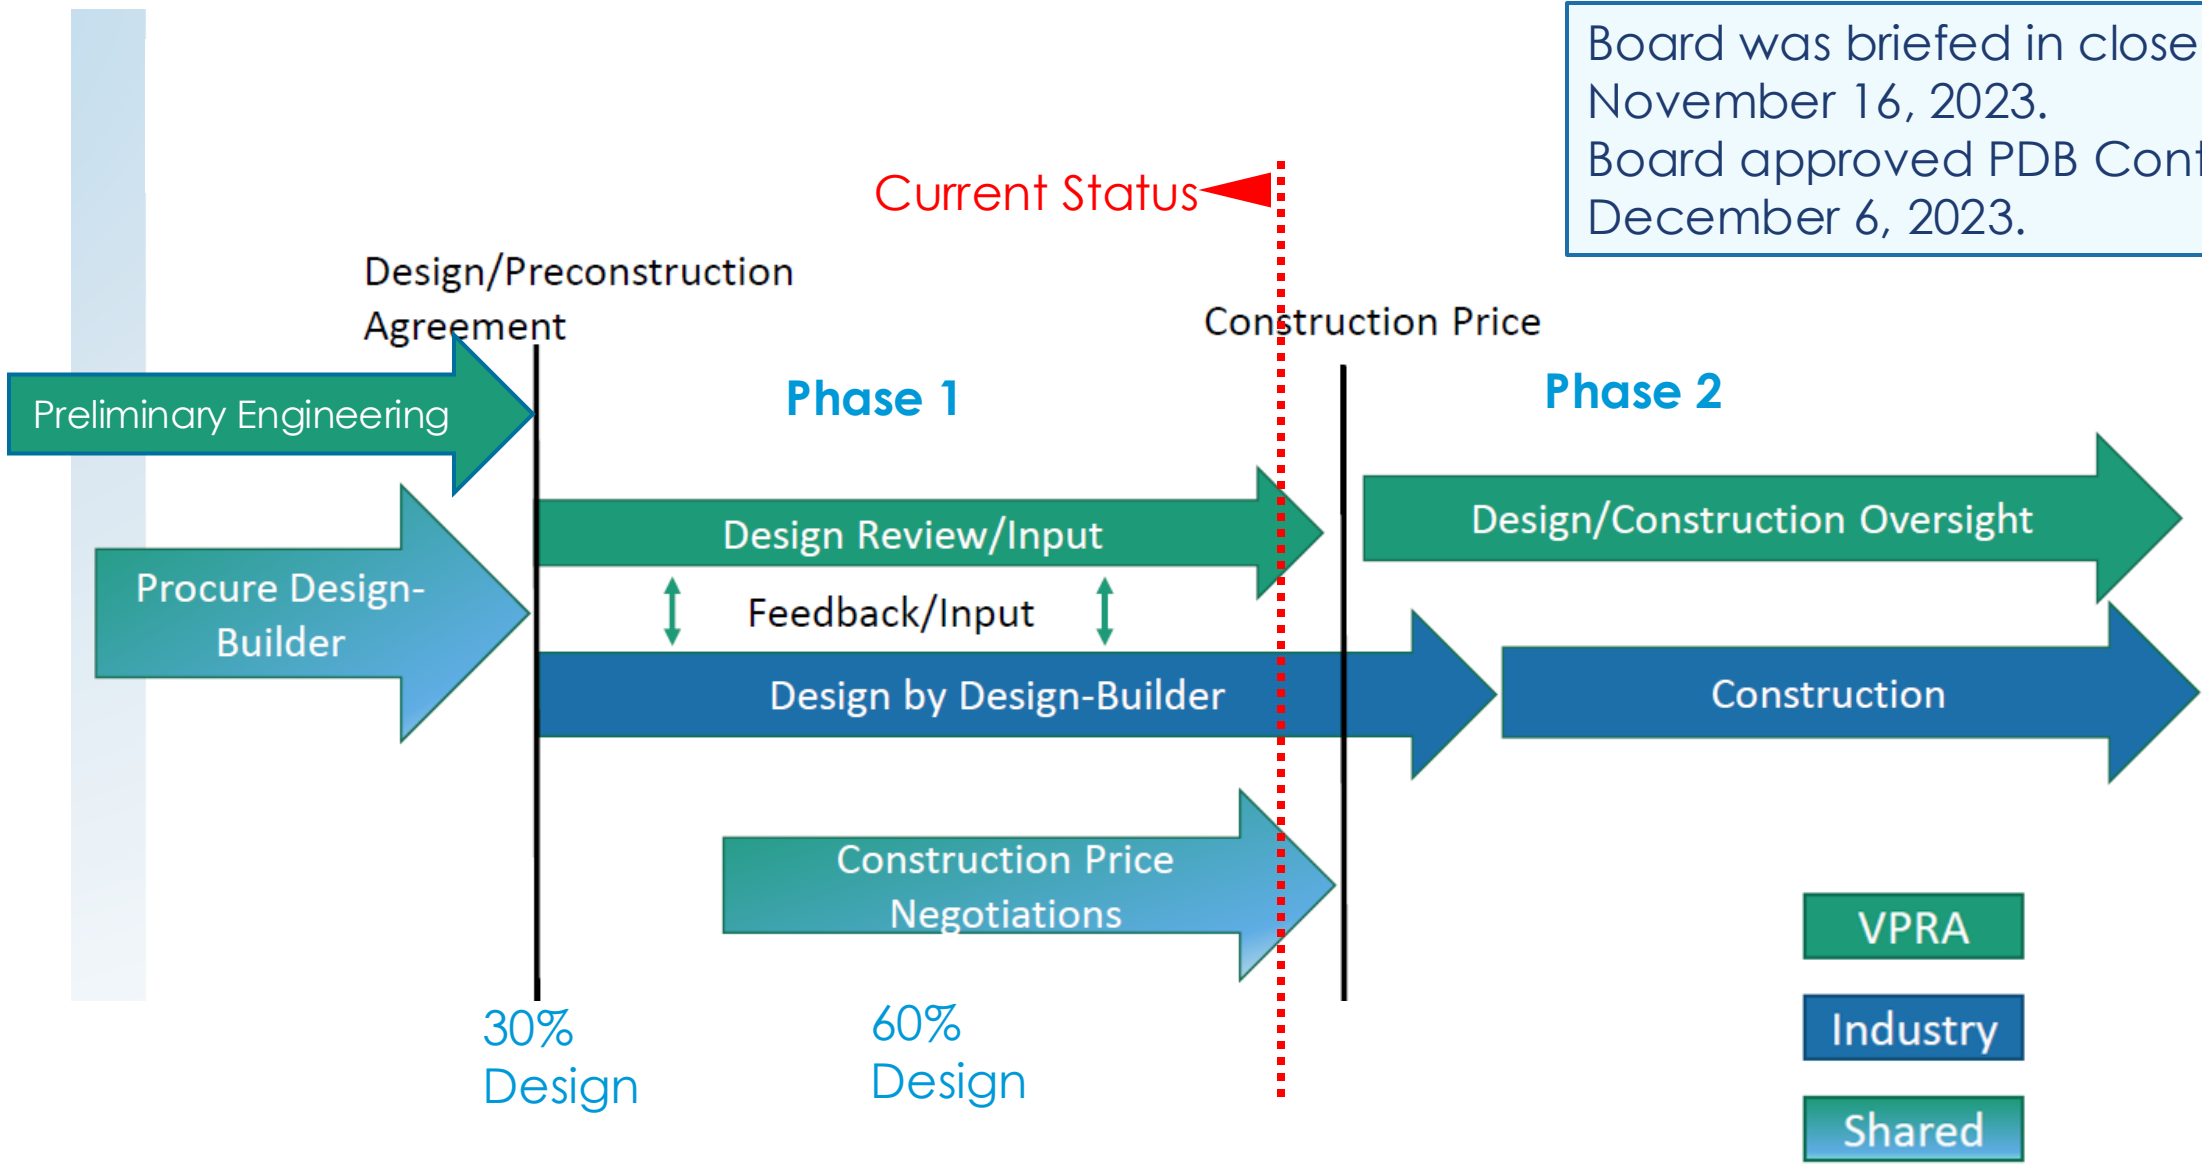 Board was briefed in close
November 16, 2023.
Board approved PDB Cont
December 6, 2023.
Current Status
Design/Preconstruction
Agreement
Construction Price
Phase 1
Phase 2
Preliminary Engineering
Design Review/Input
Design/Construction Oversight
Procure Design-
Builder
Feedback/Input
Design by Design-Builder
Construction
Construction Price
Negotiations
VPRA
Industry
Shared
30%
Design
60%
Design